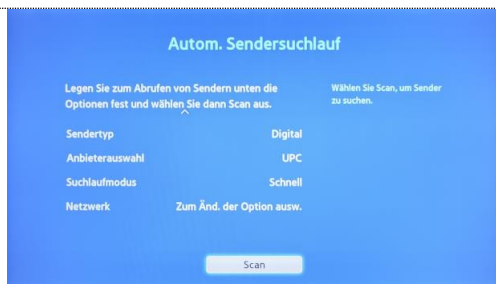 Autom. Sendersuchlauf
Legen Sie zum Abrufen von Sendern unten die
Optionen fest und wählen Sie dann Scan aus.
Wählen Sie Scan, um Sender
zu suchen.
Sendertyp Digital
Anbieterauswahl UPC
Suchlaufmodus Schnell
Netzwerk Zum Änd. der Option ausw.
Scan